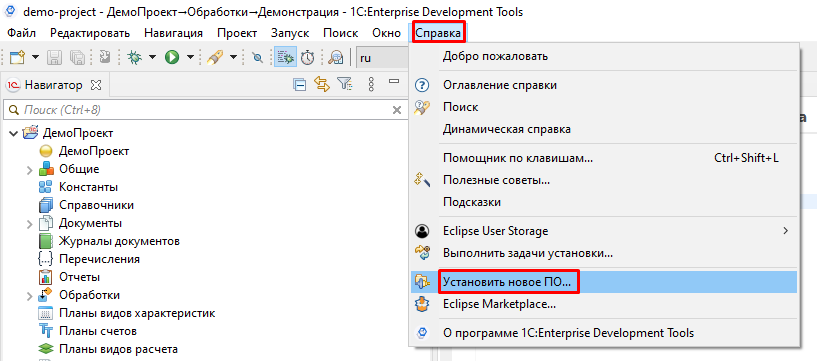 demo-project - ДемоПроект→Обработки→Демонстрация - 1C:Enterprise Development Tools
Файл Редактировать Навигация Проект Запуск Поиск Окно Справка
ru
Навигатор
Поиск (Ctrl+8)
ДемоПроект
ДемоПроект
Общие
Константы
Справочники
Документы
Журналы документов
Перечисления
Отчеты
Обработки
Планы видов характеристик
Планы счетов
Планы видов расчета
Добро пожаловать
Оглавление справки
Поиск
Динамическая справка
Помощник по клавишам... Ctrl+Shift+L
Полезные советы...
Подсказки
Eclipse User Storage
Выполнить задачи установки...
Установить новое ПО...
Eclipse Marketplace...
О программе 1C:Enterprise Development Tools